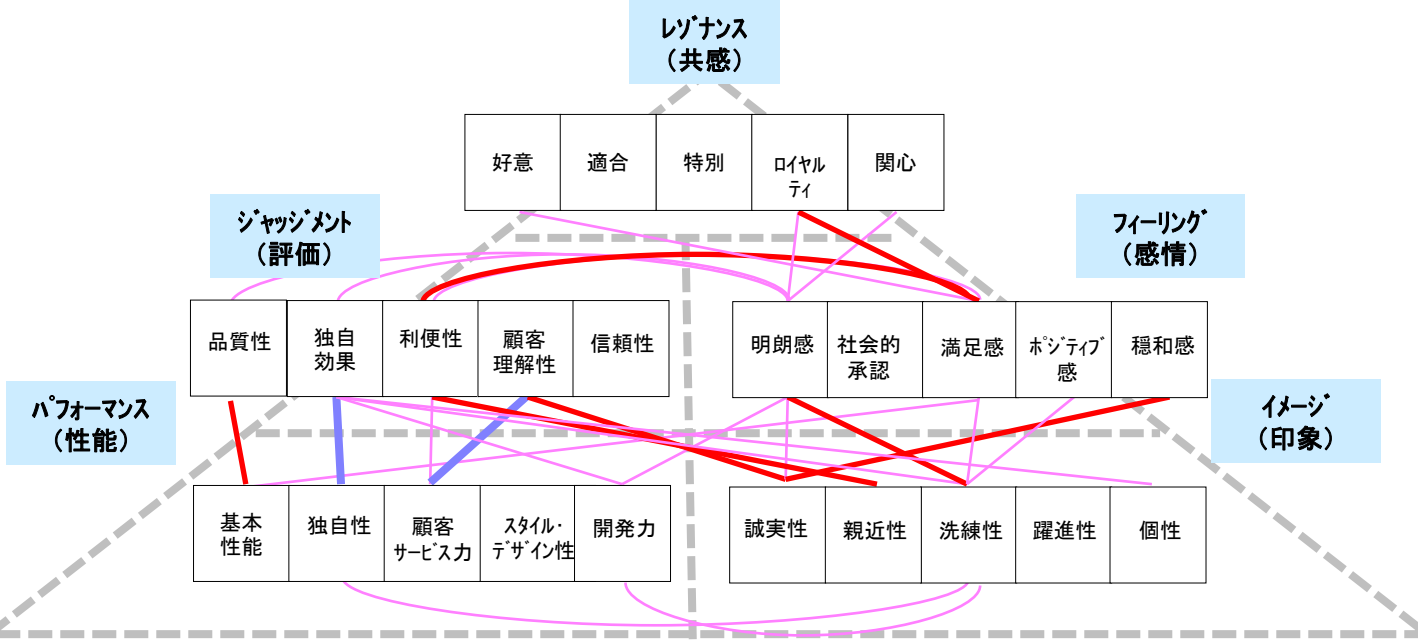 ﾚｿﾞﾅﾝｽ
（共感）
好意
適合
特別
ﾛｲﾔﾙ
ﾃｨ
関心
ｼﾞｬｯｼﾞﾒﾝﾄ
（評価）
ﾌｨｰﾘﾝｸﾞ
（感情）
品質性
独自
効果
利便性
顧客
理解性
信頼性
明朗感
社会的
承認
満足感
ﾎﾟｼﾞﾃｨﾌﾞ
感
穏和感
ﾊﾟﾌｫｰﾏﾝｽ
（性能）
ｲﾒｰｼﾞ
（印象）
基本
性能
独自性
顧客
ｻｰﾋﾞｽ力
ｽﾀｲﾙ・
ﾃﾞｻﾞｲﾝ性
開発力
誠実性
親近性
洗練性
躍進性
個性